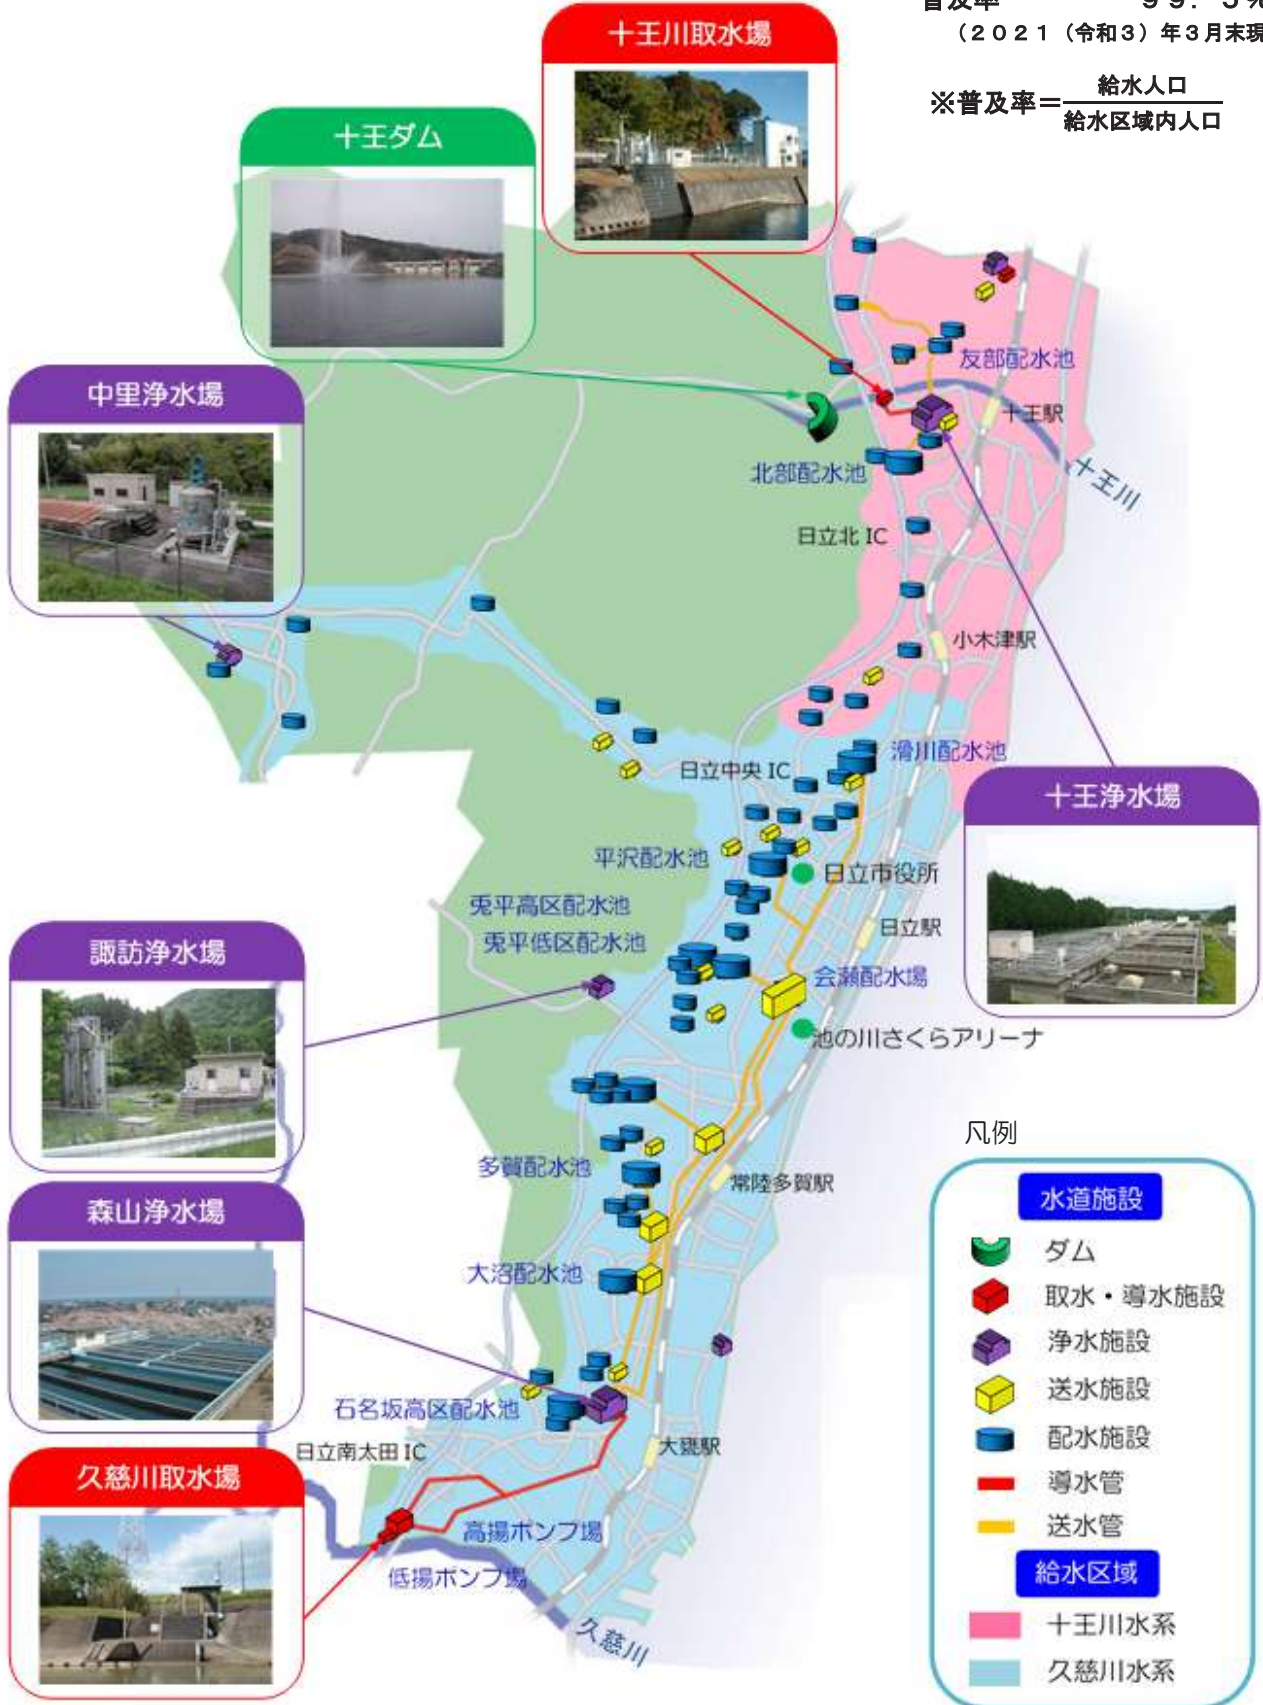 普及率 99.5%
（2021（令和3）年3月末現
※普及率＝給水人口
給水区域内人口
十王川取水場
十王ダム
中里浄水場
友部配水池
十王駅
北部配水池
十王川
日立北 IC
小木津駅
滑川配水池
日立中央 IC
十王浄水場
平沢配水池
日立市役所
兎平高区配水池
兎平低区配水池
日立駅
諏訪浄水場
会瀬配水場
池の川さくらアリーナ
多賀配水池
常陸多賀駅
森山浄水場
大沼配水池
石名坂高区配水池
日立南太田 IC
大甕駅
久慈川取水場
高揚ポンプ場
低揚ポンプ場
久慈川
凡例
水道施設
ダム
取水・導水施設
浄水施設
送水施設
配水施設
導水管
送水管
給水区域
十王川水系
久慈川水系